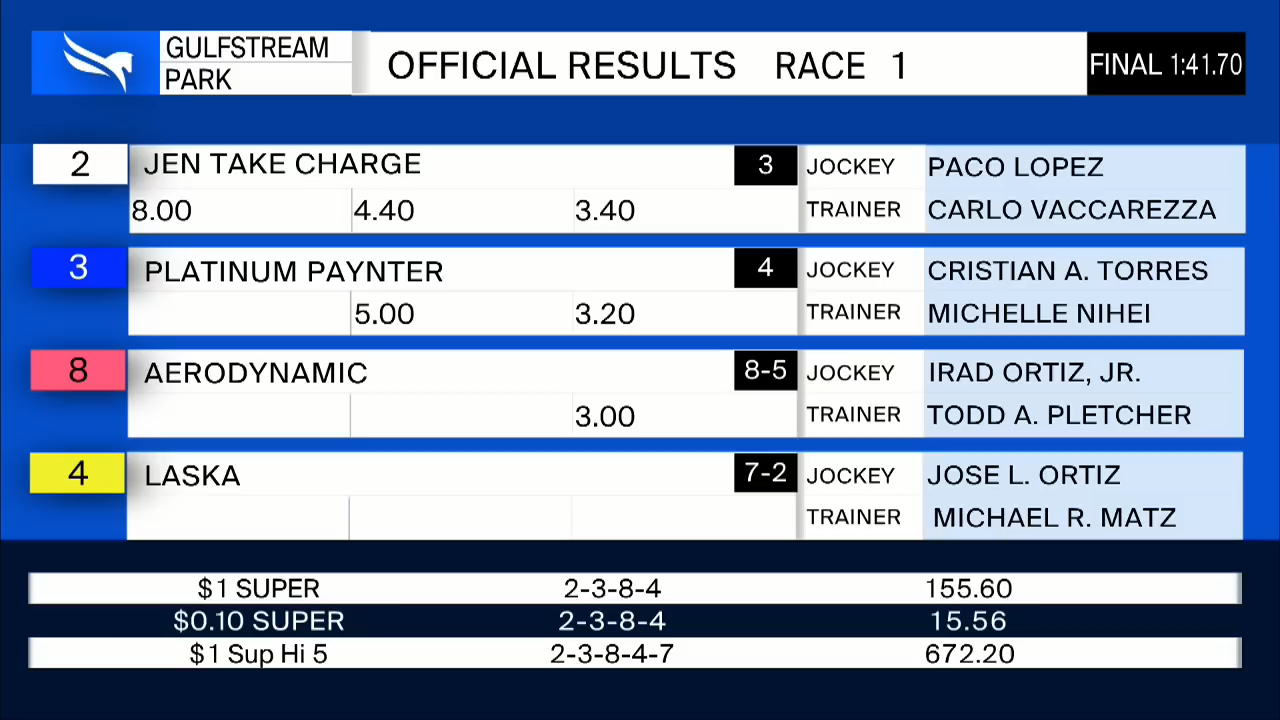 GULFSTREAM
PARK
OFFICIAL RESULTS RACE 1
FINAL 1:41.70
2 JEN TAKE CHARGE 3 JOCKEY PACO LOPEZ
8.00 4.40 3.40 TRAINER CARLO VACCAREZZA
3 PLATINUM PAYNTER 4 JOCKEY CRISTIAN A. TORRES
5.00 3.20 TRAINER MICHELLE NIHEI
8 AERODYNAMIC 8-5 JOCKEY IRAD ORTIZ, JR.
3.00 TRAINER TODD A. PLETCHER
4 LASKA 7-2 JOCKEY JOSE L. ORTIZ
TRAINER MICHAEL R. MATZ
$1 SUPER 2-3-8-4 155.60
$0.10 SUPER 2-3-8-4 15.56
$1 Sup Hi 5 2-3-8-4-7 672.20